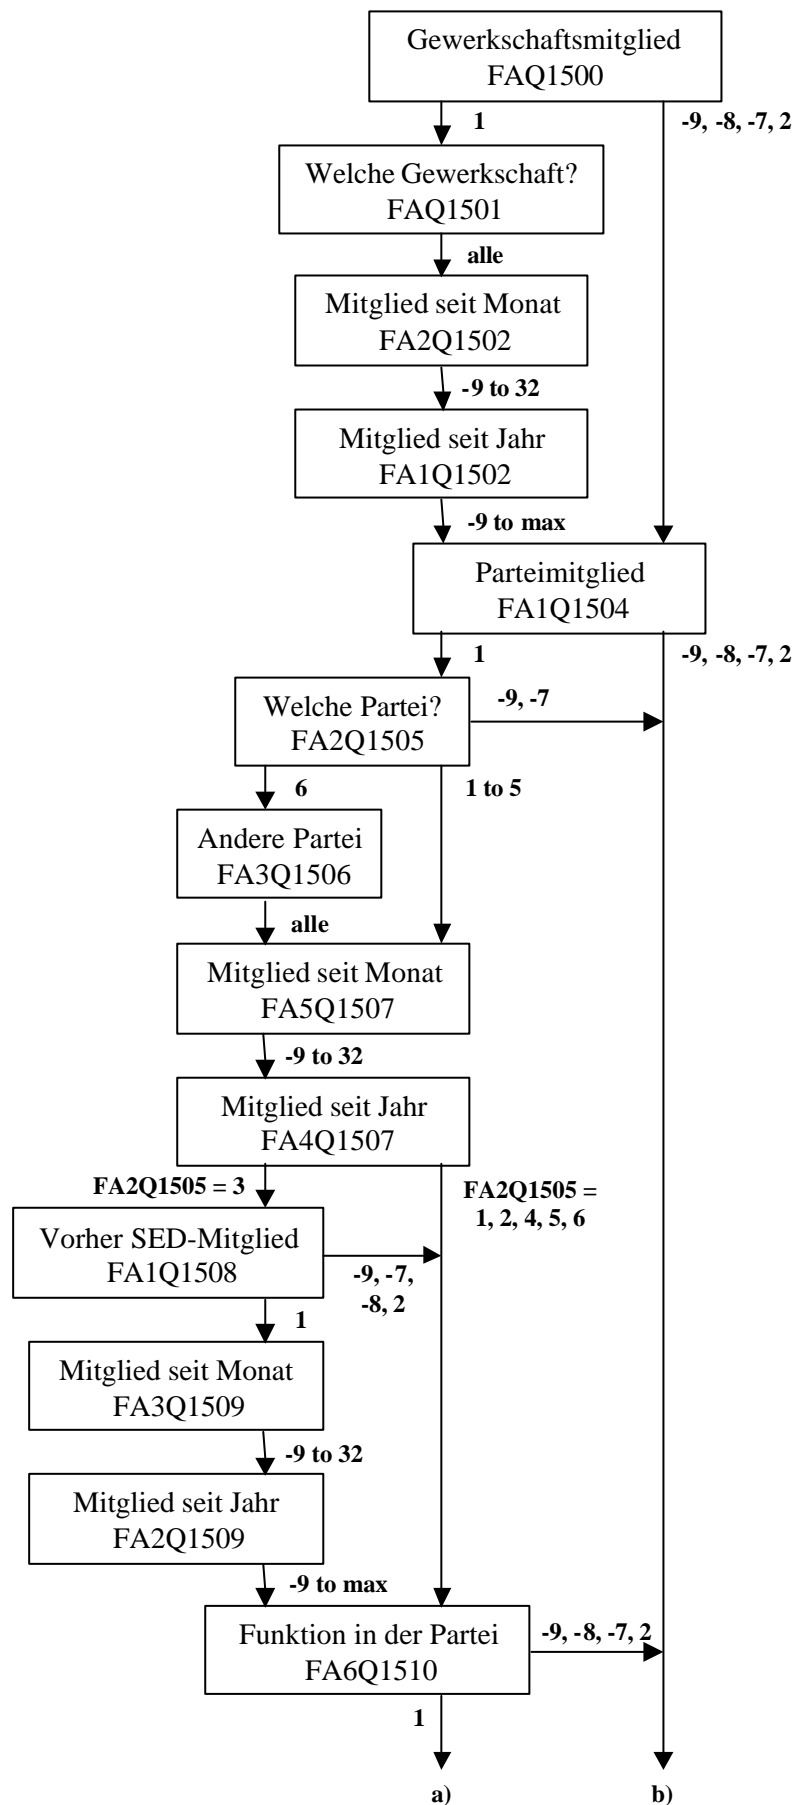 Gewerkschaftsmitglied
FAQ1500
1
-9, -8, -7, 2
Welche Gewerkschaft?
FAQ1501
alle
Mitglied seit Monat
FA2Q1502
-9 to 32
Mitglied seit Jahr
FA1Q1502
-9 to max
Parteimitglied
FA1Q1504
1
-9, -8, -7, 2
Welche Partei?
FA2Q1505
-9, -7
6
1 to 5
Andere Partei
FA3Q1506
alle
Mitglied seit Monat
FA5Q1507
-9 to 32
Mitglied seit Jahr
FA4Q1507
FA2Q1505 = 3
FA2Q1505 =
1, 2, 4, 5, 6
Vorher SED-Mitglied
FA1Q1508
-9, -7,
-8, 2
1
Mitglied seit Monat
FA3Q1509
-9 to 32
Mitglied seit Jahr
FA2Q1509
-9 to max
Funktion in der Partei
FA6Q1510
-9, -8, -7, 2
1
a)
b)